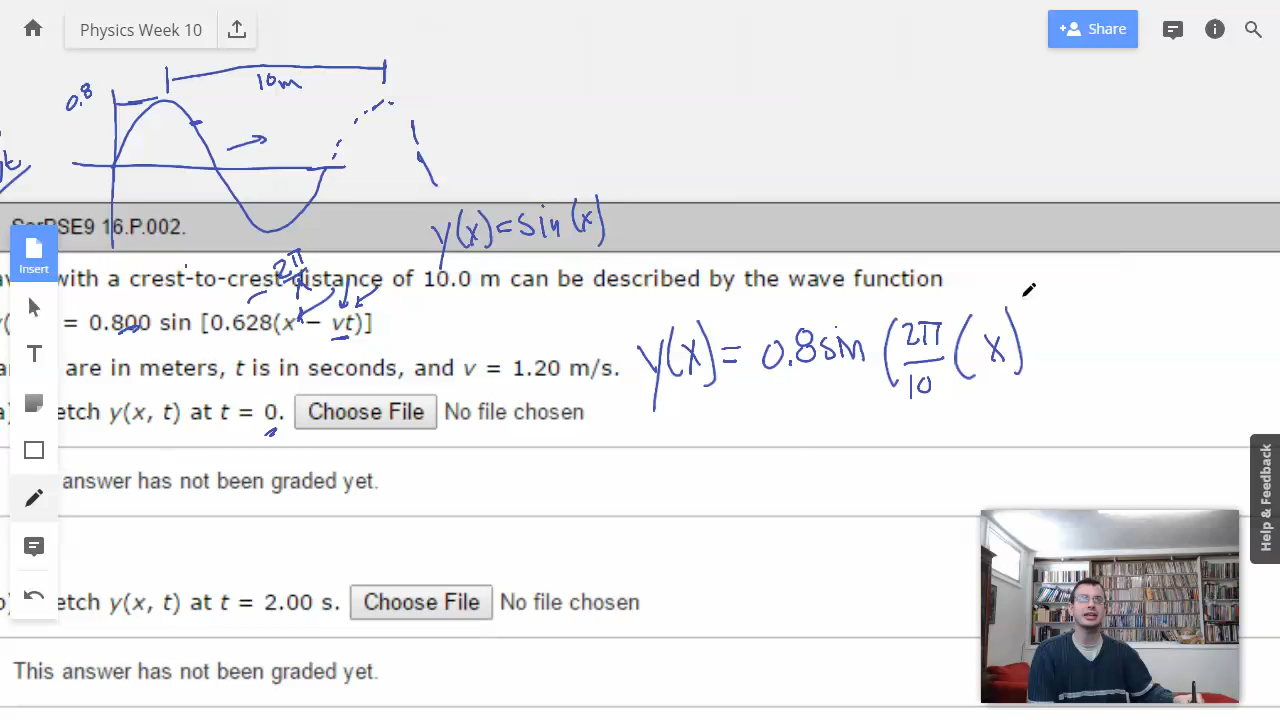 Physics Week 10
Share
0.8
10m
SerPSE9 16.P.002.
y(x)=sin(x)
with a crest-to-crest distance of 10.0 m can be described by the wave function
2π
= 0.800 sin [0.628(x − vt)]
y(x) = 0.8 sin (2π/10 (x)
are in meters, t is in seconds, and v = 1.20 m/s.
etch y(x, t) at t = 0. Choose File No file chosen
answer has not been graded yet.
etch y(x, t) at t = 2.00 s. Choose File No file chosen
This answer has not been graded yet.
Insert
T
Help & Feedback